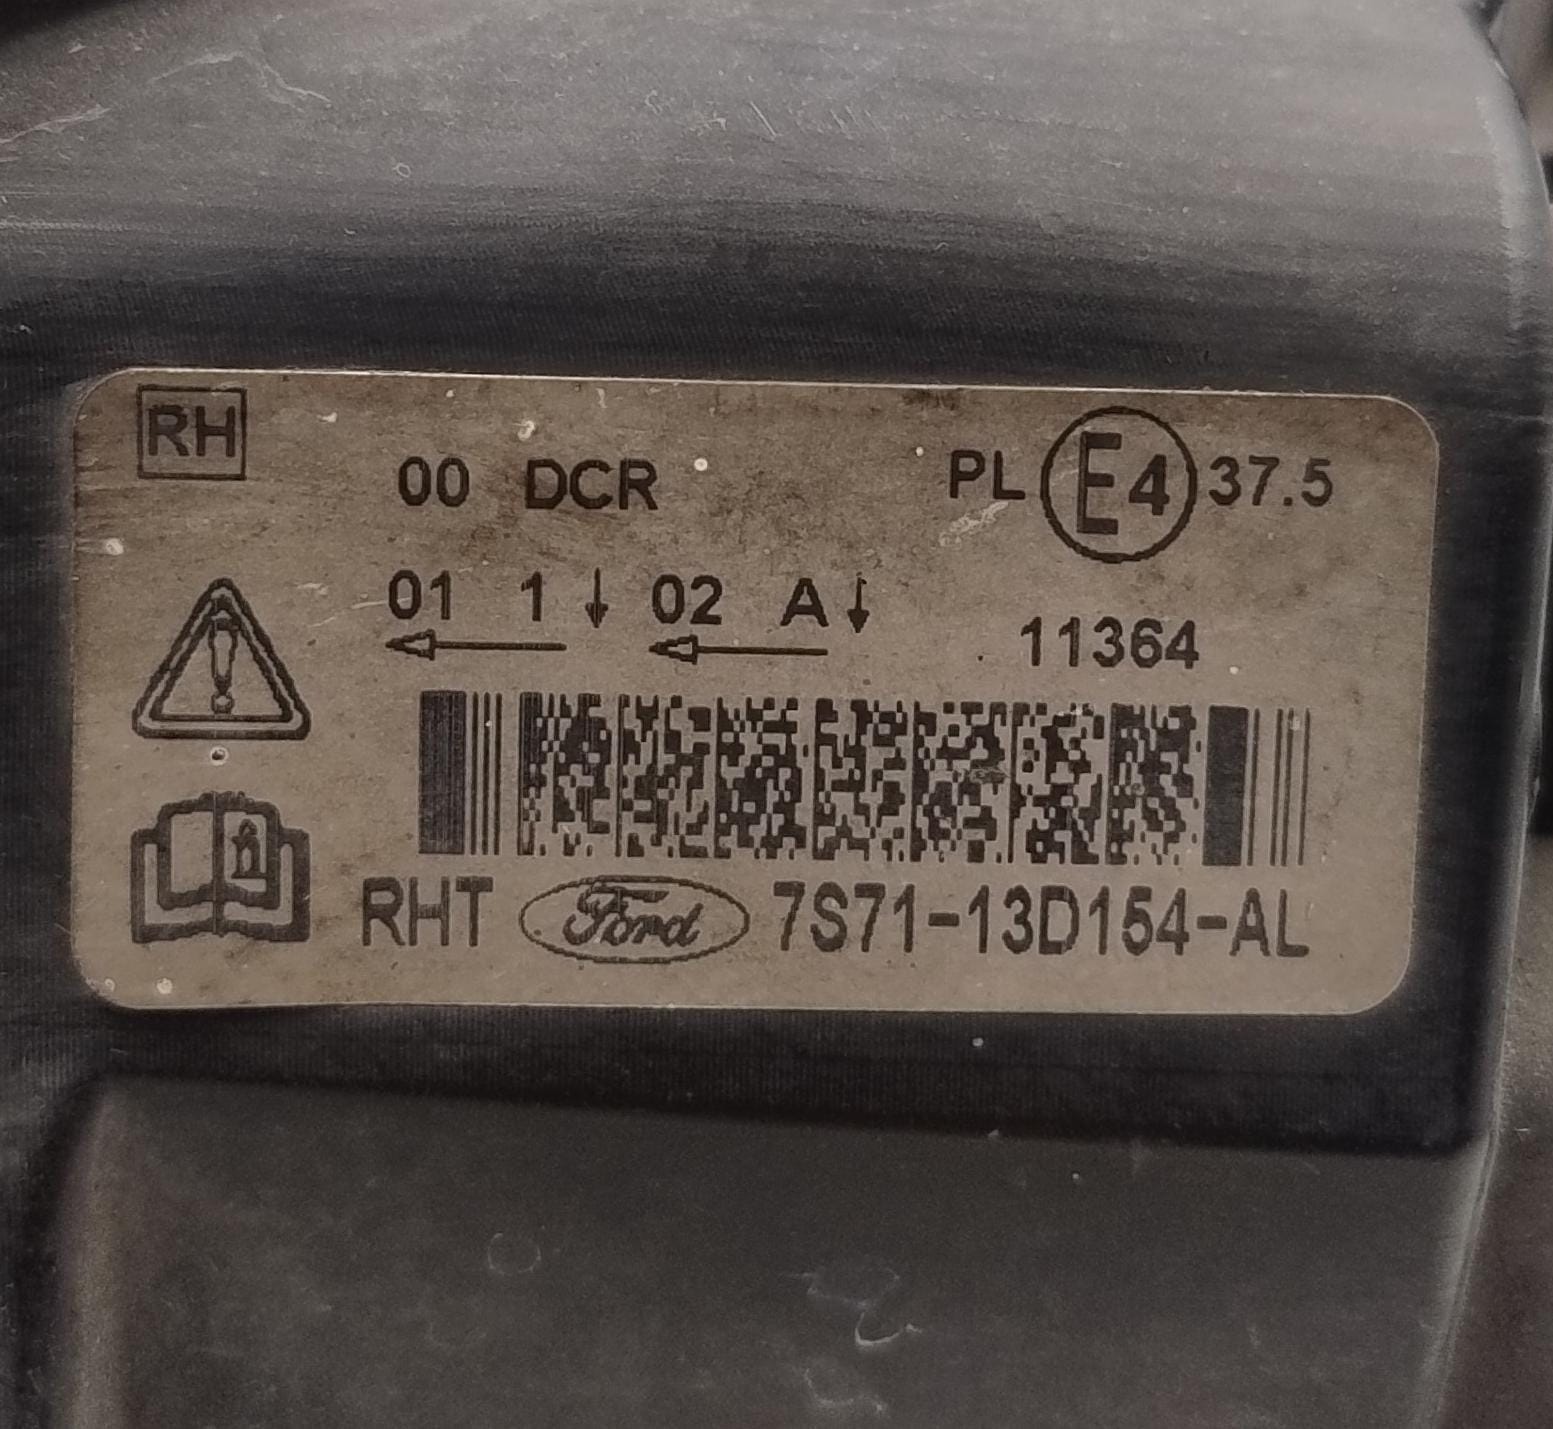 RH
00 DCR PL E4 37.5
01 1 ↓ 02 A ↓
11364
RHT Ford 7S71-13D154-AL